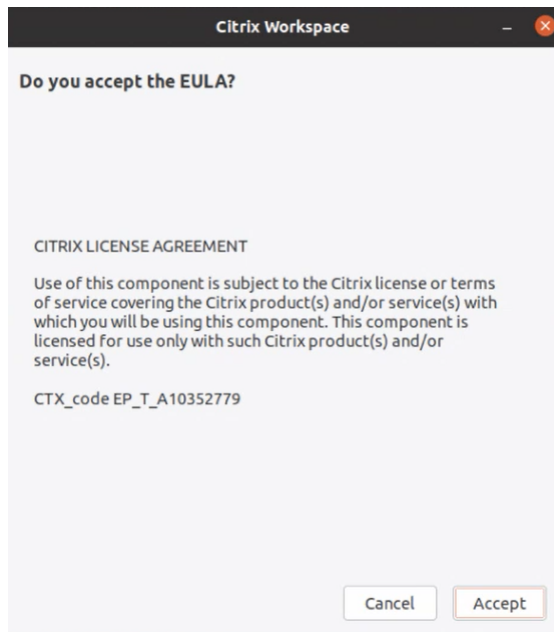 Citrix Workspace
Do you accept the EULA?
CITRIX LICENSE AGREEMENT
Use of this component is subject to the Citrix license or terms
of service covering the Citrix product(s) and/or service(s) with
which you will be using this component. This component is
licensed for use only with such Citrix product(s) and/or
service(s).
CTX_code EP_T_A10352779
Cancel
Accept